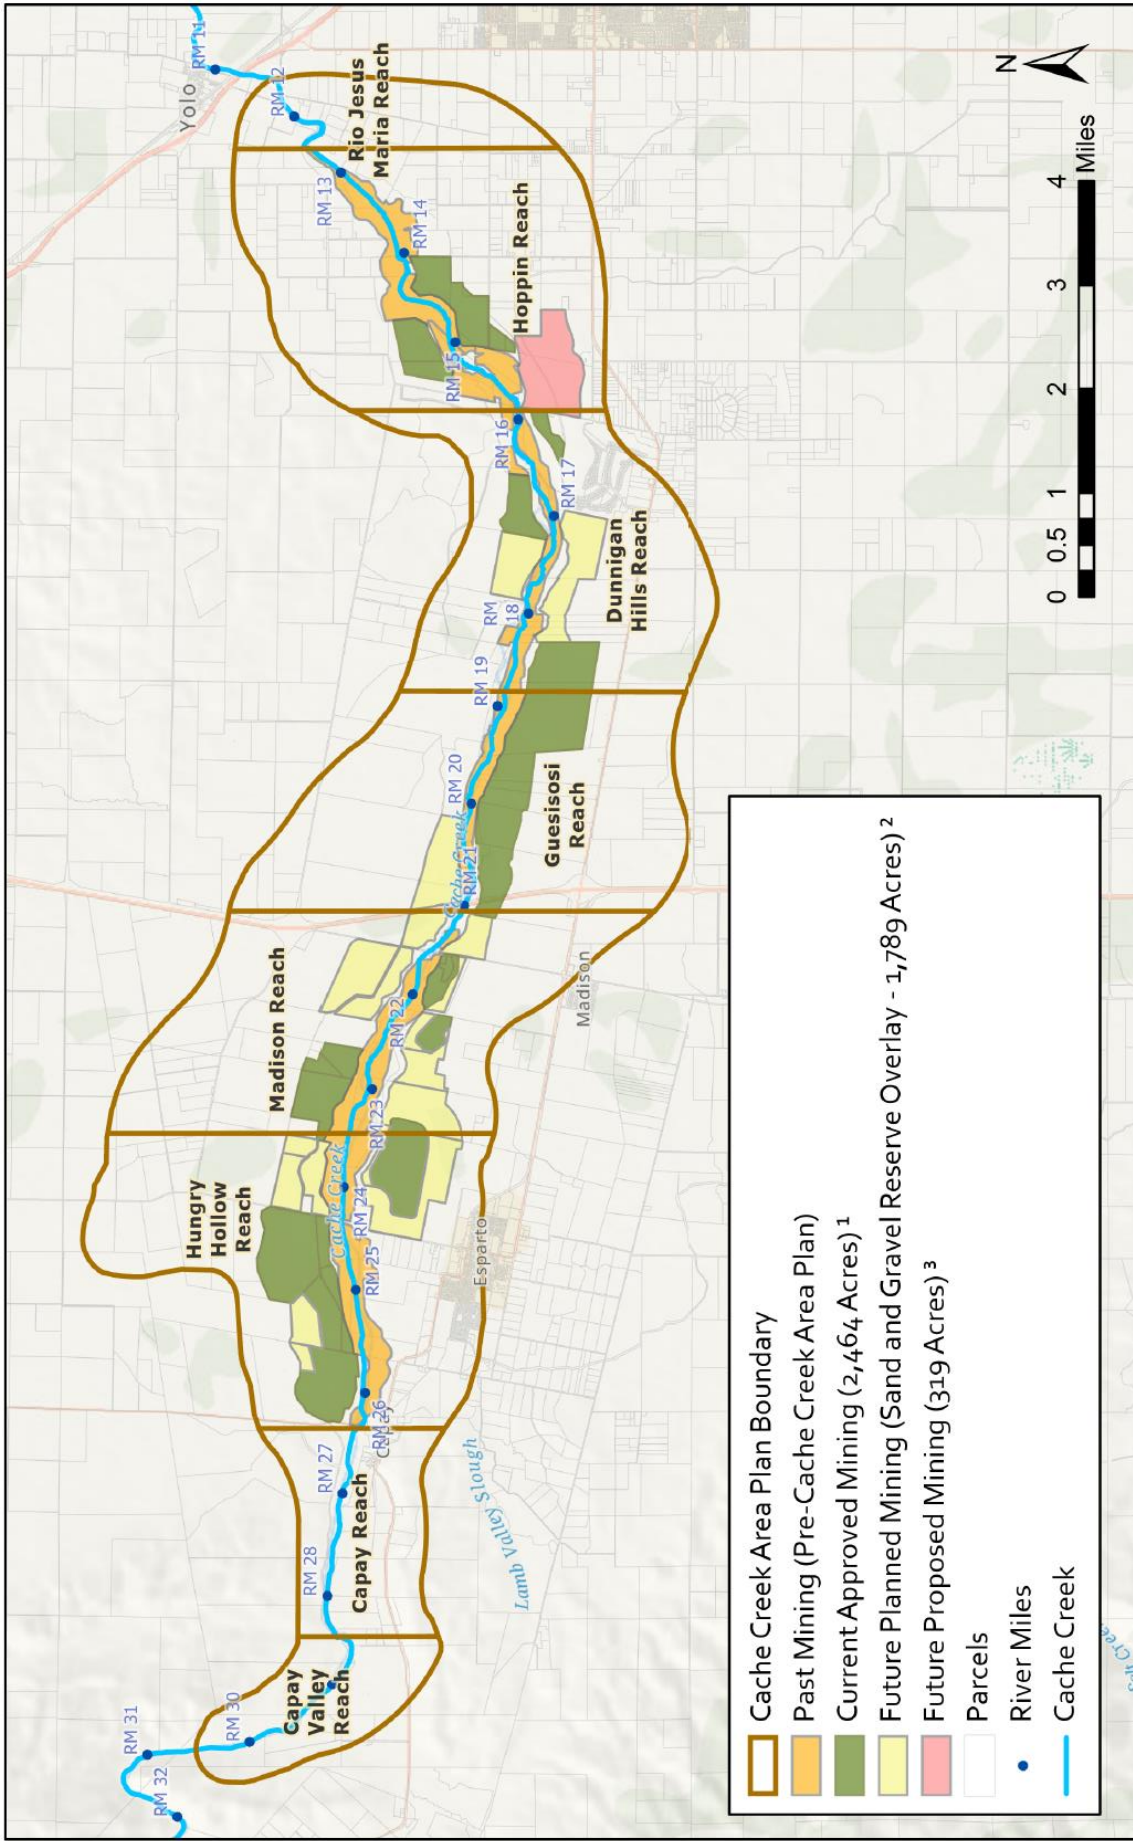 RM 32
RM 31
RM 30
Capay
Valley
Reach
RM 28
RM 27
Capay Reach
RM 26
Lamb Valley Slough
Hungry
Hollow
Reach
RM 25
RM 24
Cache Creek
Esparto
Madison Reach
RM 23
RM 22
Madison
Cache Creek
RM 21
RM 20
Guesisosi
Reach
RM 19
RM
18
Dunnigan
Hills Reach
RM 17
RM 16
RM 15
Hoppin Reach
RM 14
RM 13
Rio Jesus
Maria Reach
RM 12
RM 11
Yolo
N
0 0.5 1 2 3 4
Miles
Cache Creek Area Plan Boundary
Past Mining (Pre-Cache Creek Area Plan)
Current Approved Mining (2,464 Acres) 1
Future Planned Mining (Sand and Gravel Reserve Overlay - 1,789 Acres) 2
Future Proposed Mining (319 Acres) 3
Parcels
River Miles
Cache Creek